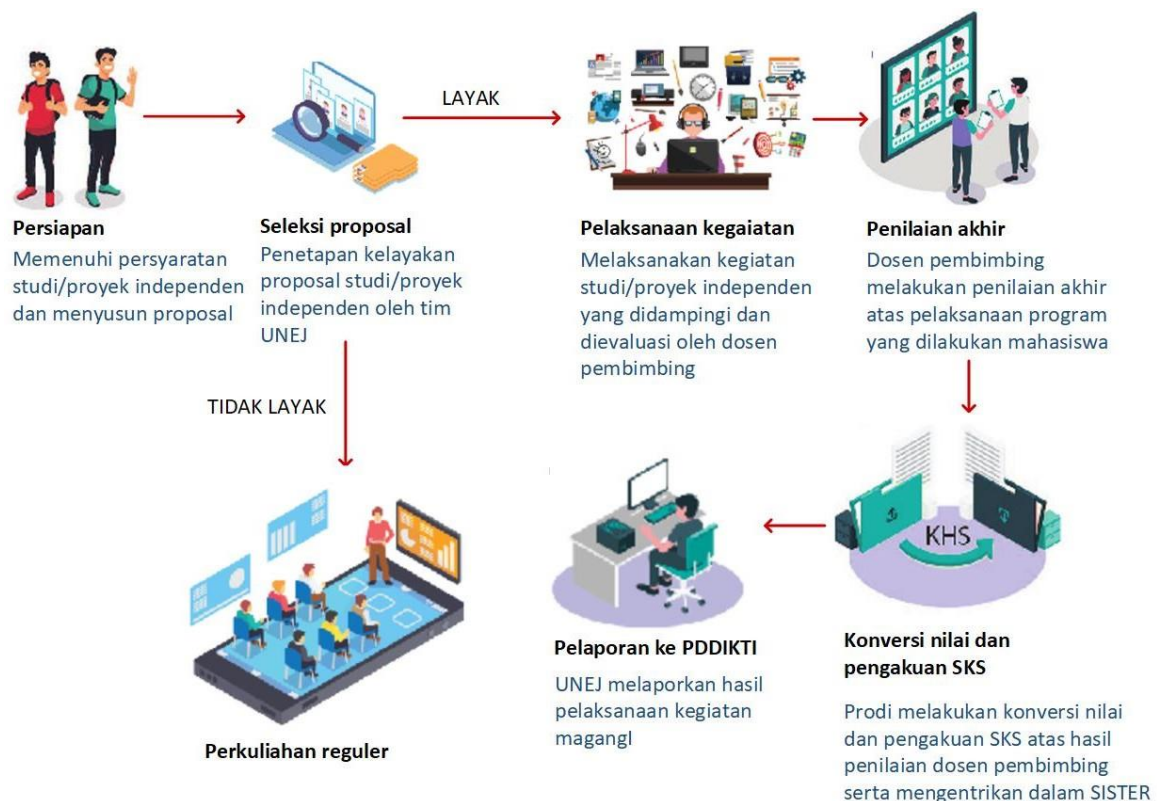 LAYAK
Persiapan
Memenuhi persyaratan
studi/proyek independen
dan menyusun proposal
Seleksi proposal
Penetapan kelayakan
proposal studi/proyek
independen oleh tim
UNEJ
Pelaksanaan kegaiatan
Melaksanakan kegiatan
studi/proyek independen
yang didampingi dan
dievaluasi oleh dosen
pembimbing
Penilaian akhir
Dosen pembimbing
melakukan penilaian akhir
atas pelaksanaan program
yang dilakukan mahasiswa
TIDAK LAYAK
Perkuliahan reguler
KHS
Konversi nilai dan
pengakuan SKS
Prodi melakukan konversi nilai
dan pengakuan SKS atas hasil
penilaian dosen pembimbing
serta mengentrikan dalam SISTER
Pelaporan ke PDDIKTI
UNEJ melaporkan hasil
pelaksanaan kegiatan
magangl